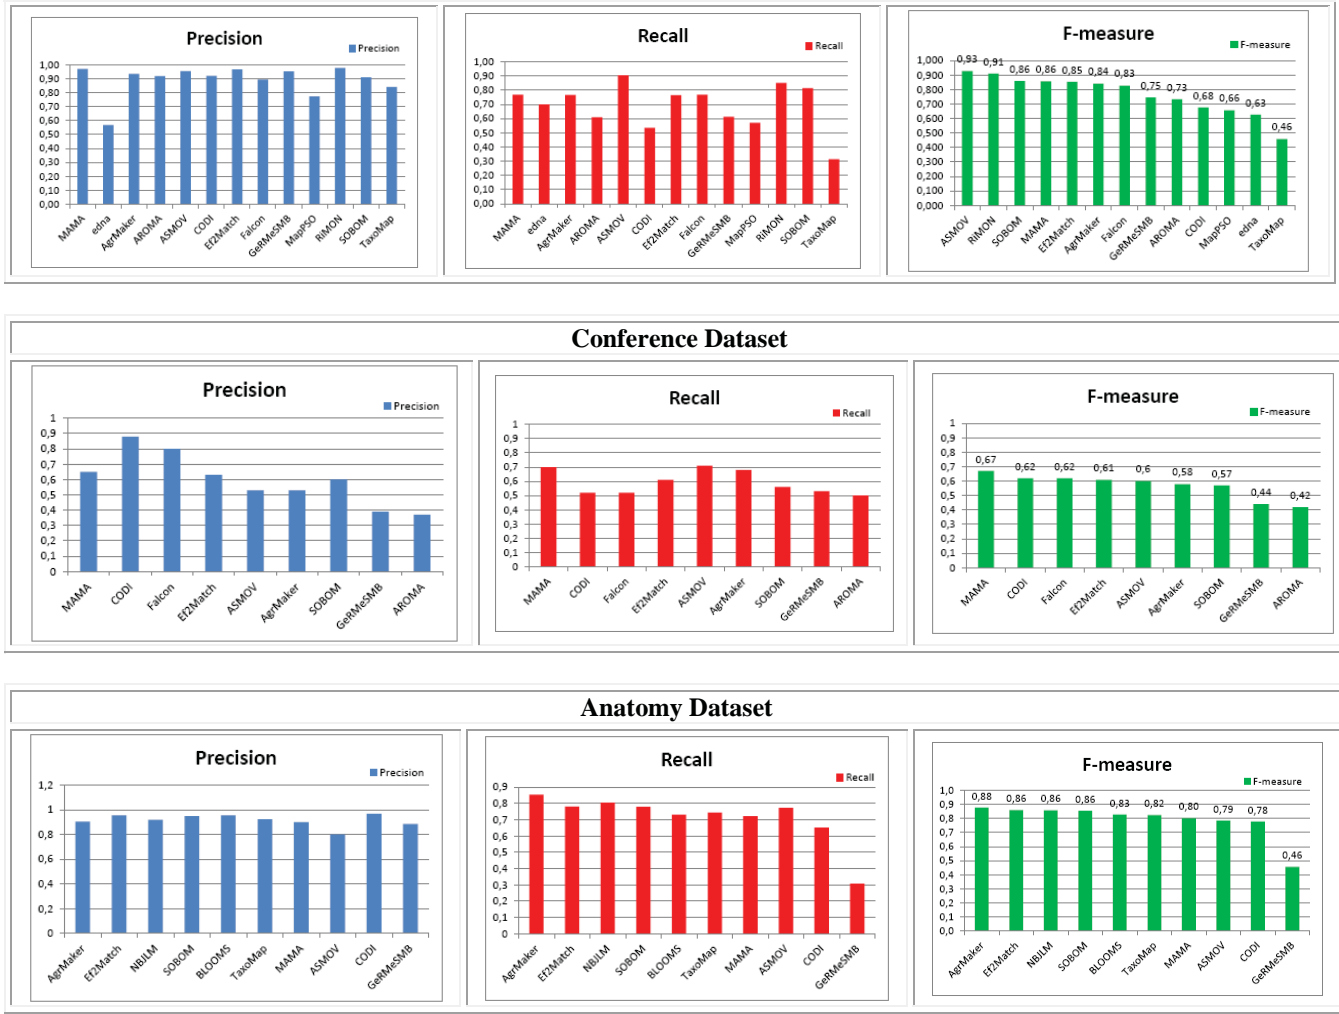 Precision
Precision
1,00
0,90
0,80
0,70
0,60
0,50
0,40
0,30
0,20
0,10
0,00
MAMA
edna
AgrMaker
AROMA
ASMOV
CODI
Ef2Match
Falcon
GeRMeSMB
MapPSO
RiMON
SOBOM
TaxoMap
Recall
Recall
1,00
0,90
0,80
0,70
0,60
0,50
0,40
0,30
0,20
0,10
0,00
MAMA
edna
AgrMaker
AROMA
ASMOV
CODI
Ef2Match
Falcon
GeRMeSMB
MapPSO
RiMON
SOBOM
TaxoMap
F-measure
F-measure
1,000
0,900
0,800
0,700
0,600
0,500
0,400
0,300
0,200
0,100
0,000
0,93
0,91
0,86
0,86
0,85
0,84
0,83
0,75
0,73
0,68
0,66
0,63
0,46
ASMOV
RiMON
SOBOM
MAMA
Ef2Match
AgrMaker
Falcon
GeRMeSMB
AROMA
CODI
MapPSO
edna
TaxoMap
Conference Dataset
Precision
Precision
1
0,9
0,8
0,7
0,6
0,5
0,4
0,3
0,2
0,1
0
MAMA
CODI
Falcon
Ef2Match
ASMOV
AgrMaker
SOBOM
GeRMeSMB
AROMA
Recall
Recall
1
0,9
0,8
0,7
0,6
0,5
0,4
0,3
0,2
0,1
0
MAMA
CODI
Falcon
Ef2Match
ASMOV
AgrMaker
SOBOM
GeRMeSMB
AROMA
F-measure
F-measure
1
0,9
0,8
0,7
0,6
0,5
0,4
0,3
0,2
0,1
0
0,67
0,62
0,62
0,61
0,6
0,58
0,57
0,44
0,42
MAMA
CODI
Falcon
Ef2Match
ASMOV
AgrMaker
SOBOM
GeRMeSMB
AROMA
Anatomy Dataset
Precision
Precision
1,2
1
0,8
0,6
0,4
0,2
0
AgrMaker
Ef2Match
NBJLM
SOBOM
BLOOMS
TaxoMap
MAMA
ASMOV
CODI
GeRMeSMB
Recall
Recall
0,9
0,8
0,7
0,6
0,5
0,4
0,3
0,2
0,1
0
AgrMaker
Ef2Match
NBJLM
SOBOM
BLOOMS
TaxoMap
MAMA
ASMOV
CODI
GeRMeSMB
F-measure
F-measure
1,0
0,9
0,8
0,7
0,6
0,5
0,4
0,3
0,2
0,1
0,0
0,88
0,86
0,86
0,86
0,83
0,82
0,80
0,79
0,78
0,46
AgrMaker
Ef2Match
NBJLM
SOBOM
BLOOMS
TaxoMap
MAMA
ASMOV
CODI
GeRMeSMB